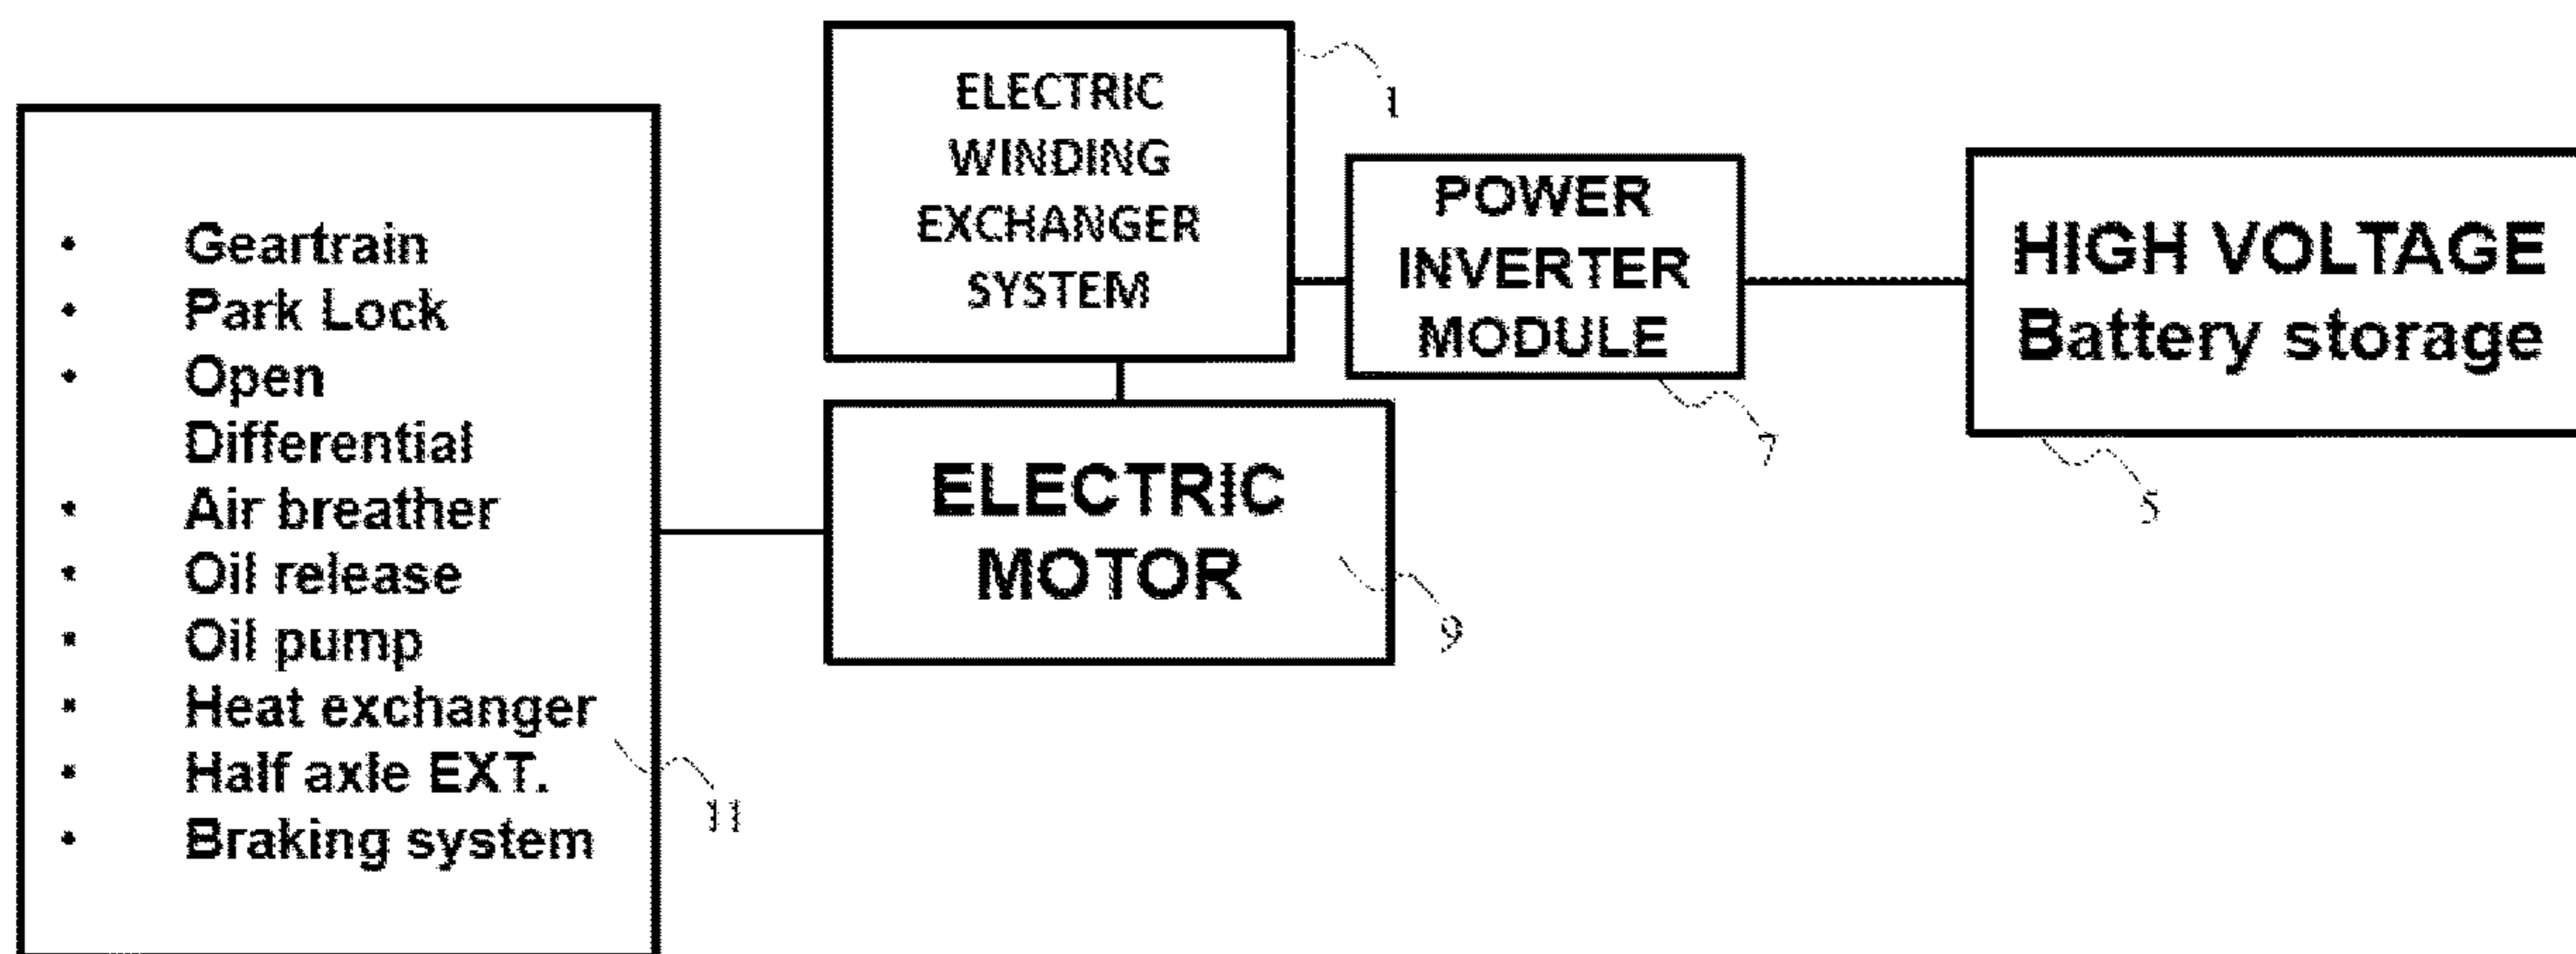 ELECTRIC
WINDING
EXCHANGER
SYSTEM
1
POWER
INVERTER
MODULE
7
HIGH VOLTAGE
Battery storage
5
ELECTRIC
MOTOR
9
• Geartrain
• Park Lock
• Open
Differential
• Air breather
• Oil release
• Oil pump
• Heat exchanger
• Half axle EXT.
• Braking system
11